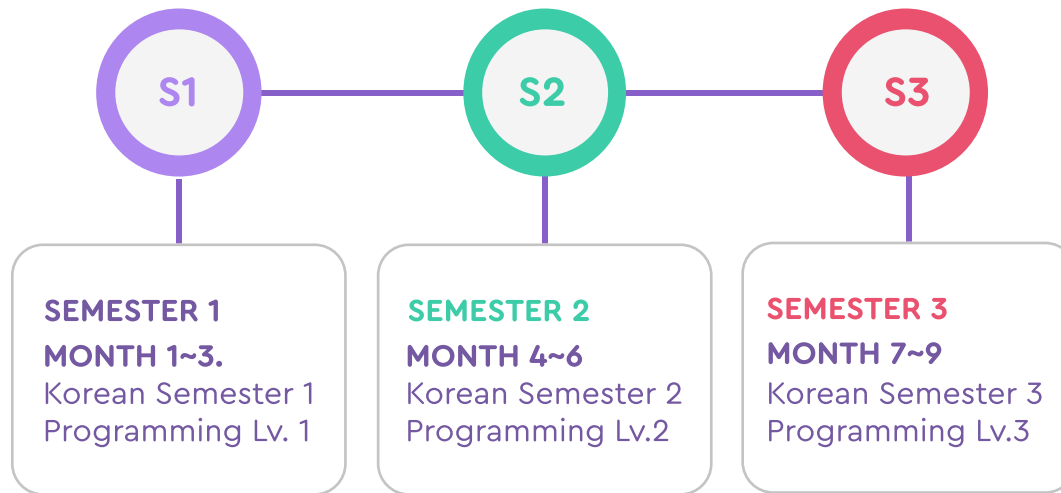 S1
S2
S3
SEMESTER 1
MONTH 1~3.
Korean Semester 1
Programming Lv. 1
SEMESTER 2
MONTH 4~6
Korean Semester 2
Programming Lv.2
SEMESTER 3
MONTH 7~9
Korean Semester 3
Programming Lv.3